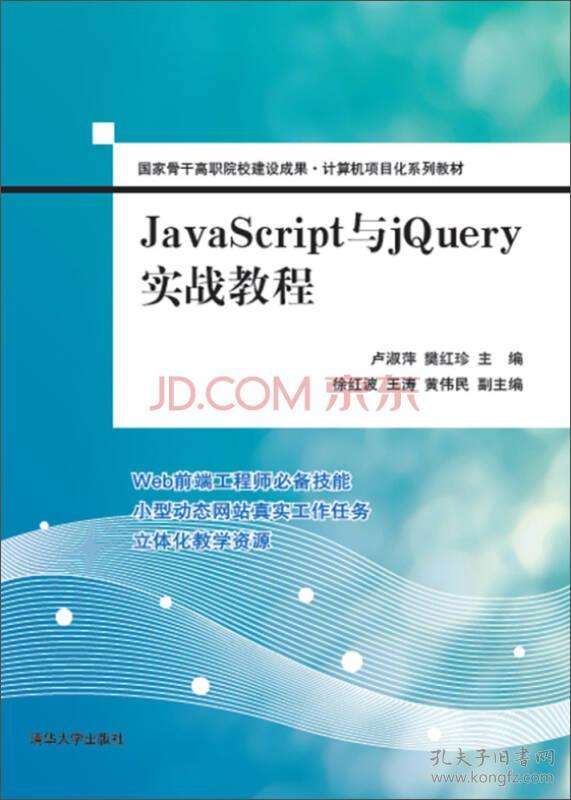 国家骨干高职院校建设成果·计算机项目化系列教材
JavaScript与jQuery
实战教程
卢淑萍 樊红珍 主 编
徐红波 王涛 黄伟民 副主编
JD.COM 京东
Web前端工程师必备技能
小型动态网站真实工作任务
立体化教学资源
清华大学出版社
孔夫子旧书网
www.kongfz.com